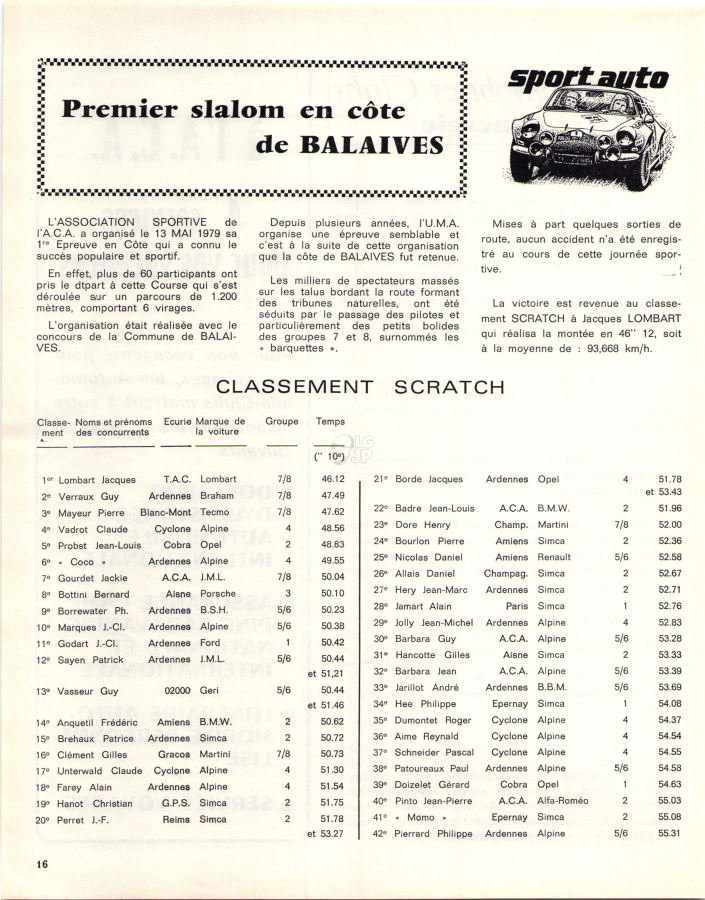 Premier slalom en côte
de BALAIVES
sport auto
L'ASSOCIATION SPORTIVE de
l'A.C.A. a organisé le 13 MAI 1979 sa
1re Epreuve en Côte qui a connu le
succès populaire et sportif.
En effet, plus de 60 participants ont
pris le dtpart à cette Course qui s'est
déroulée sur un parcours de 1.200
mètres, comportant 6 virages.
L'organisation était réalisée avec le
concours de la Commune de BALAI-
VES.
Depuis plusieurs années, l'U.M.A.
organise une épreuve semblable et
c'est à la suite de cette organisation
que la côte de BALAIVES fut retenue.
Les milliers de spectateurs massés
sur les talus bordant la route formant
des tribunes naturelles, ont été
séduits par le passage des pilotes et
particulièrement des petits bolides
des groupes 7 et 8, surnommés les
« barquettes ».
Mises à part quelques sorties de
route, aucun accident n'a été enregis-
tré au cours de cette journée spor-
tive.
La victoire est revenue au classe-
ment SCRATCH à Jacques LOMBART
qui réalisa la montée en 46'' 12, soit
à la moyenne de : 93,668 km/h.
CLASSEMENT SCRATCH
Classe- Noms et prénoms Ecurie Marque de Groupe Temps
ment des concurrents la voiture
('' 10e)
1er Lombart Jacques T.A.C. Lombart 7/8 46.12
2e Verraux Guy Ardennes Braham 7/8 47.49
3e Mayeur Pierre Blanc-Mont Tecmo 7/8 47.62
4e Vadrot Claude Cyclone Alpine 4 48.56
5e Probst Jean-Louis Cobra Opel 2 48.83
6e « Coco » Ardennes Alpine 4 49.55
7e Gourdet Jackie A.C.A. J.M.L. 7/8 50.04
8e Bottini Bernard Aisne Porsche 3 50.10
9e Borrewater Ph. Ardennes B.S.H. 5/6 50.23
10e Marques J.-Cl. Ardennes Alpine 5/6 50.38
11e Godart J.-Cl. Ardennes Ford 1 50.42
12e Sayen Patrick Ardennes J.M.L. 5/6 50.44
et 51,21
13e Vasseur Guy 02000 Geri 5/6 50.44
et 51.46
14e Anquetil Frédéric Amiens B.M.W. 2 50.62
15e Brehaux Patrice Ardennes Simca 2 50.72
16e Clément Gilles Gracos Martini 7/8 50.73
17e Unterwald Claude Cyclone Alpine 4 51.30
18e Farey Alain Ardennes Alpine 4 51.54
19e Hanot Christian G.P.S. Simca 2 51.75
20e Perret J.-F. Reims Simca 2 51.78
et 53.27
21e Borde Jacques Ardennes Opel 4 51.78
et 53.43
22e Badre Jean-Louis A.C.A. B.M.W. 2 51.96
23e Dore Henry Champ. Martini 7/8 52.00
24e Bourlon Pierre Amiens Simca 2 52.36
25e Nicolas Daniel Amiens Renault 5/6 52.58
26e Allais Daniel Champag. Simca 2 52.67
27e Hery Jean-Marc Ardennes Simca 2 52.71
28e Jamart Alain Paris Simca 1 52.76
29e Jolly Jean-Michel Ardennes Alpine 4 52.83
30e Barbara Guy A.C.A. Alpine 5/6 53.28
31e Hancotte Gilles Aisne Simca 2 53.33
32e Barbara Jean A.C.A. Alpine 5/6 53.39
33e Jarillot André Ardennes B.B.M. 5/6 53.69
34e Hee Philippe Epernay Simca 1 54.08
35e Dumontet Roger Cyclone Alpine 4 54.37
36e Aime Reynald Cyclone Alpine 4 54.54
37e Schneider Pascal Cyclone Alpine 4 54.55
38e Patoureaux Paul Ardennes Alpine 5/6 54.58
39e Doizelet Gérard Cobra Opel 1 54.63
40e Pinto Jean-Pierre A.C.A. Alfa-Roméo 2 55.03
41e « Momo » Epernay Simca 2 55.08
42e Pierrard Philippe Ardennes Alpine 5/6 55.31
16